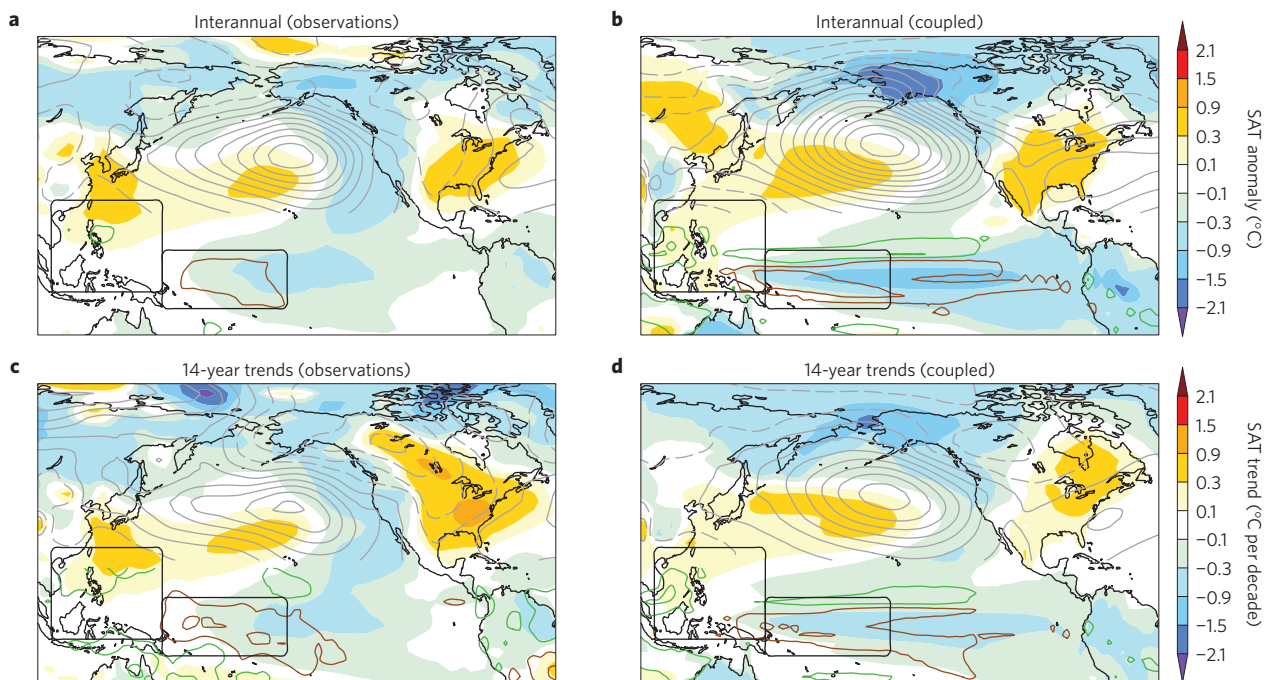 a
Interannual (observations)
b
Interannual (coupled)
2.1
1.5
0.9
0.3
0.1
−0.1
−0.3
−0.9
−1.5
−2.1
SAT anomaly (°C)
c
14-year trends (observations)
d
14-year trends (coupled)
2.1
1.5
0.9
0.3
0.1
−0.1
−0.3
−0.9
−1.5
−2.1
SAT trend (°C per decade)